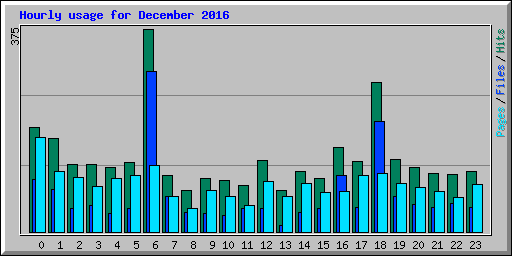 Hourly usage for December 2016
375
Pages/Files/Hits
0 1 2 3 4 5 6 7 8 9 10 11 12 13 14 15 16 17 18 19 20 21 22 23